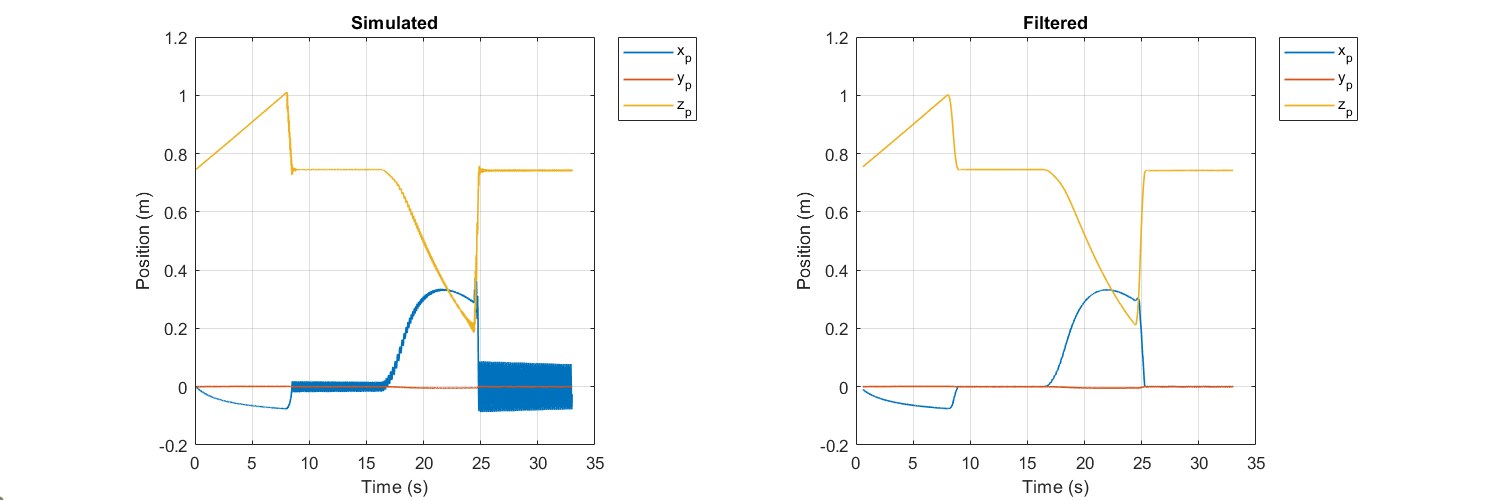 Simulated
1.2
1
0.8
0.6
0.4
0.2
0
-0.2
Position (m)
0 5 10 15 20 25 30 35
Time (s)
x_p
y_p
z_p
Filtered
1.2
1
0.8
0.6
0.4
0.2
0
-0.2
Position (m)
0 5 10 15 20 25 30 35
Time (s)
x_p
y_p
z_p